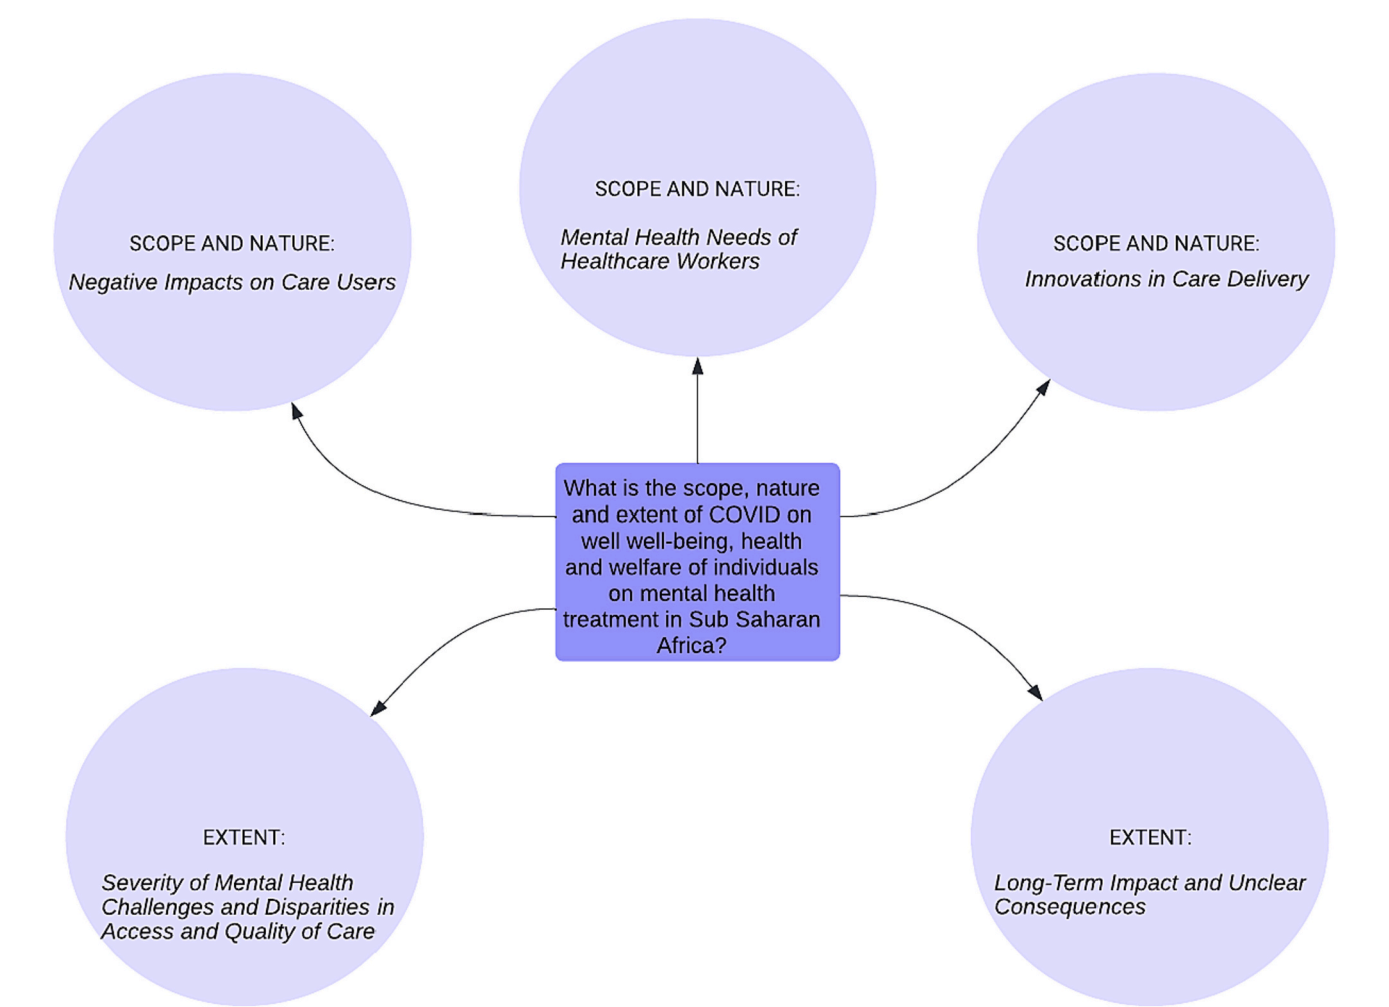 SCOPE AND NATURE:
Mental Health Needs of
Healthcare Workers
SCOPE AND NATURE:
Negative Impacts on Care Users
SCOPE AND NATURE:
Innovations in Care Delivery
What is the scope, nature
and extent of COVID on
well well-being, health
and welfare of individuals
on mental health
treatment in Sub Saharan
Africa?
EXTENT:
Severity of Mental Health
Challenges and Disparities in
Access and Quality of Care
EXTENT:
Long-Term Impact and Unclear
Consequences